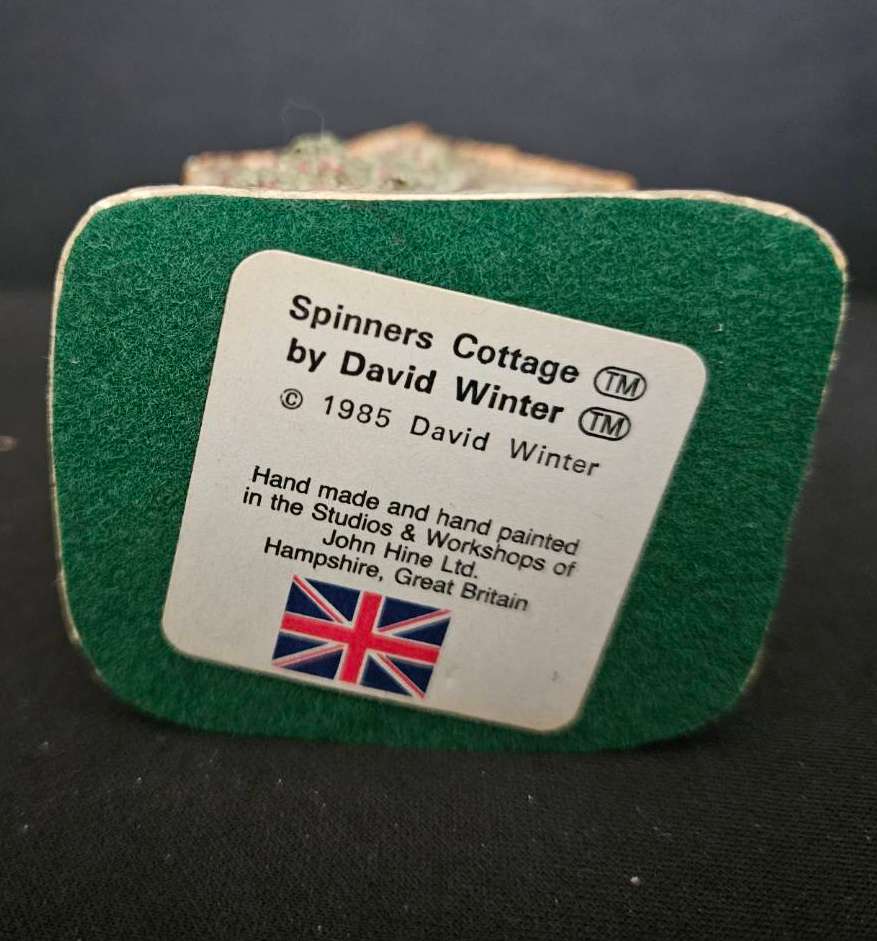 Spinners Cottage TM
by David Winter TM
© 1985 David Winter
Hand made and hand painted
in the Studios & Workshops of
John Hine Ltd.
Hampshire, Great Britain